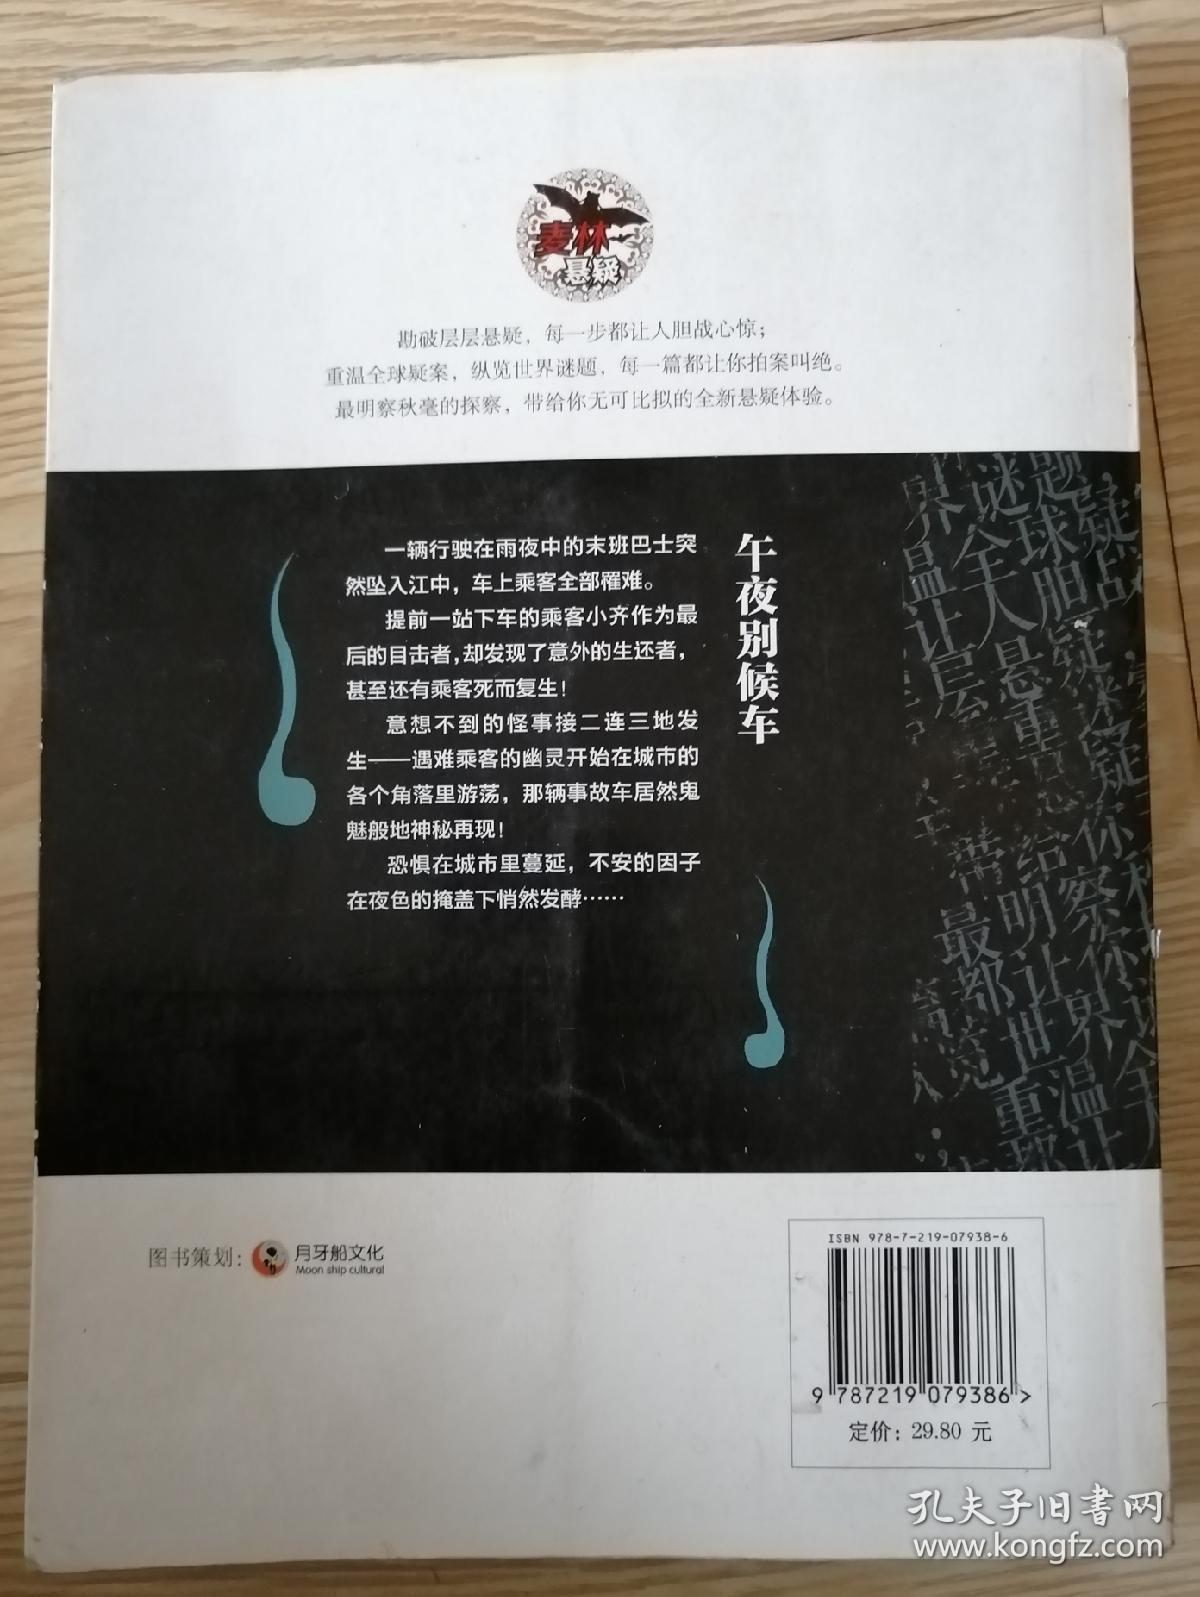 麦林
悬疑
勘破层层悬疑，每一步都让人胆战心惊；
重温全球疑案，纵览世界谜题，每一篇都让你拍案叫绝。
最明察秋毫的探察，带给你无可比拟的全新悬疑体验。
午夜别候车
一辆行驶在雨夜中的末班巴士突
然坠入江中，车上乘客全部罹难。
提前一站下车的乘客小齐作为最
后的目击者，却发现了意外的生还者，
甚至还有乘客死而复生！
意想不到的怪事接二连三地发
生——遇难乘客的幽灵开始在城市的
各个角落里游荡，那辆事故车居然鬼
魅般地神秘再现！
恐惧在城市里蔓延，不安的因子
在夜色的掩盖下悄然发酵……
图书策划：
月牙船文化
Moon ship cultural
ISBN 978-7-219-07938-6
9 787219 079386 >
定价：29.80 元
孔夫子旧书网
www.kongfz.com